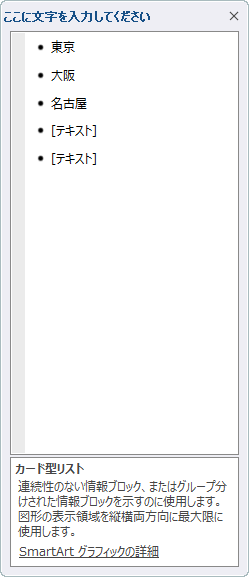 ここに文字を入力してください
東京
大阪
名古屋
[テキスト]
[テキスト]
カード型リスト
連続性のない情報ブロック、またはグループ分
けされた情報ブロックを示すのに使用します。
図形の表示領域を縦横両方向に最大限に
使用します。
SmartArt グラフィックの詳細